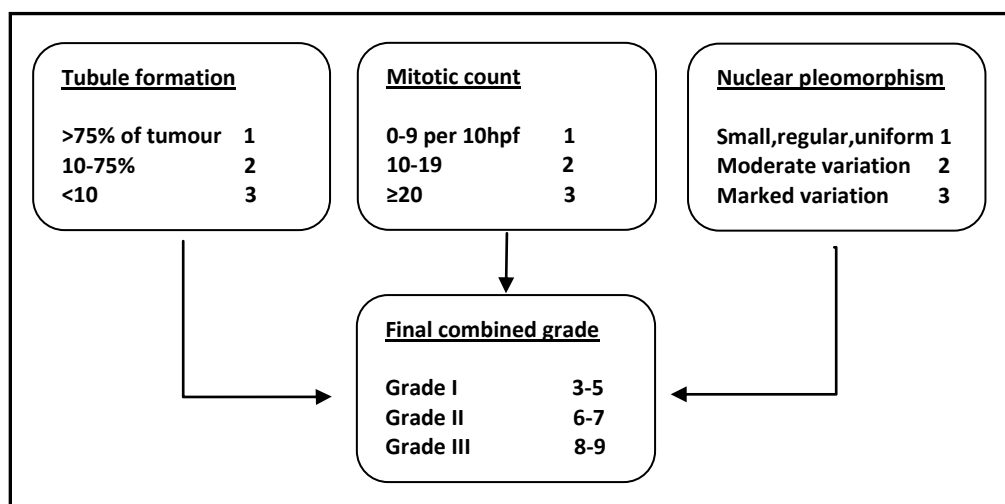 Tubule formation
>75% of tumour 1
10-75% 2
<10 3
Mitotic count
0-9 per 10hpf 1
10-19 2
≥20 3
Nuclear pleomorphism
Small,regular,uniform 1
Moderate variation 2
Marked variation 3
Final combined grade
Grade I 3-5
Grade II 6-7
Grade III 8-9